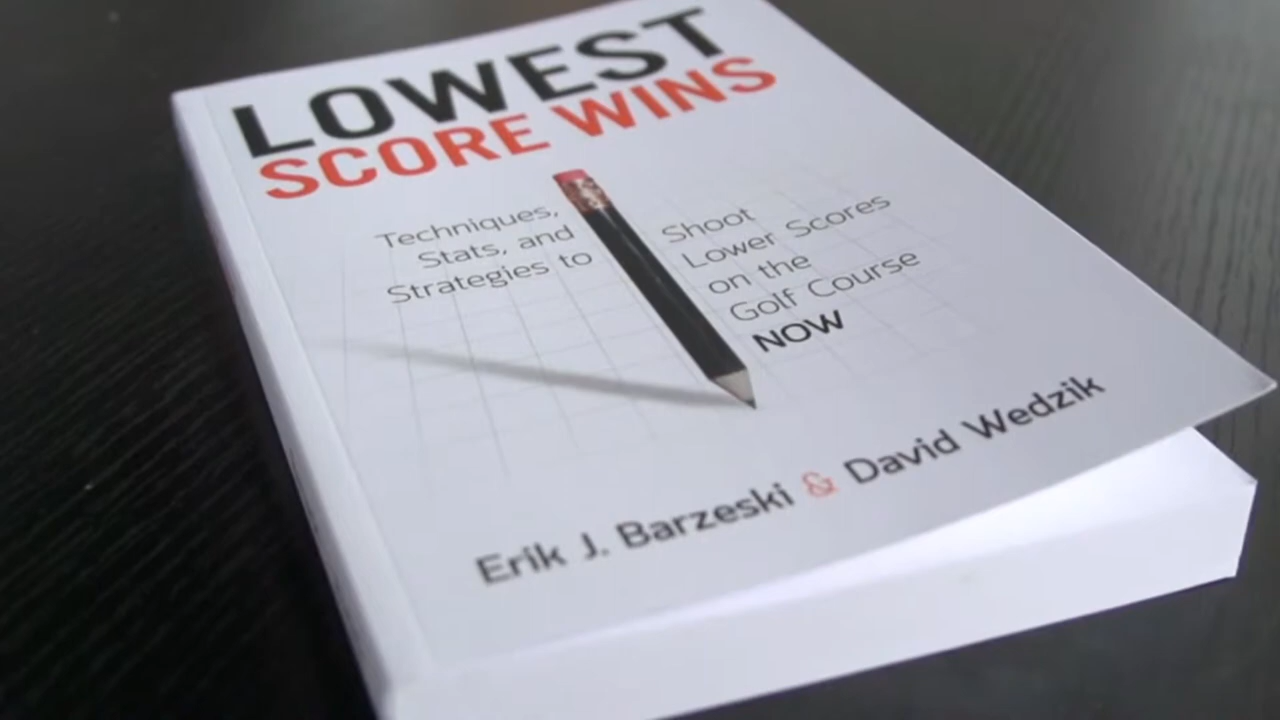 LOWEST
SCORE WINS
Techniques,
Stats, and
Strategies to
Shoot
Lower Scores
on the
Golf Course
NOW
Erik J. Barzeski & David Wedzik